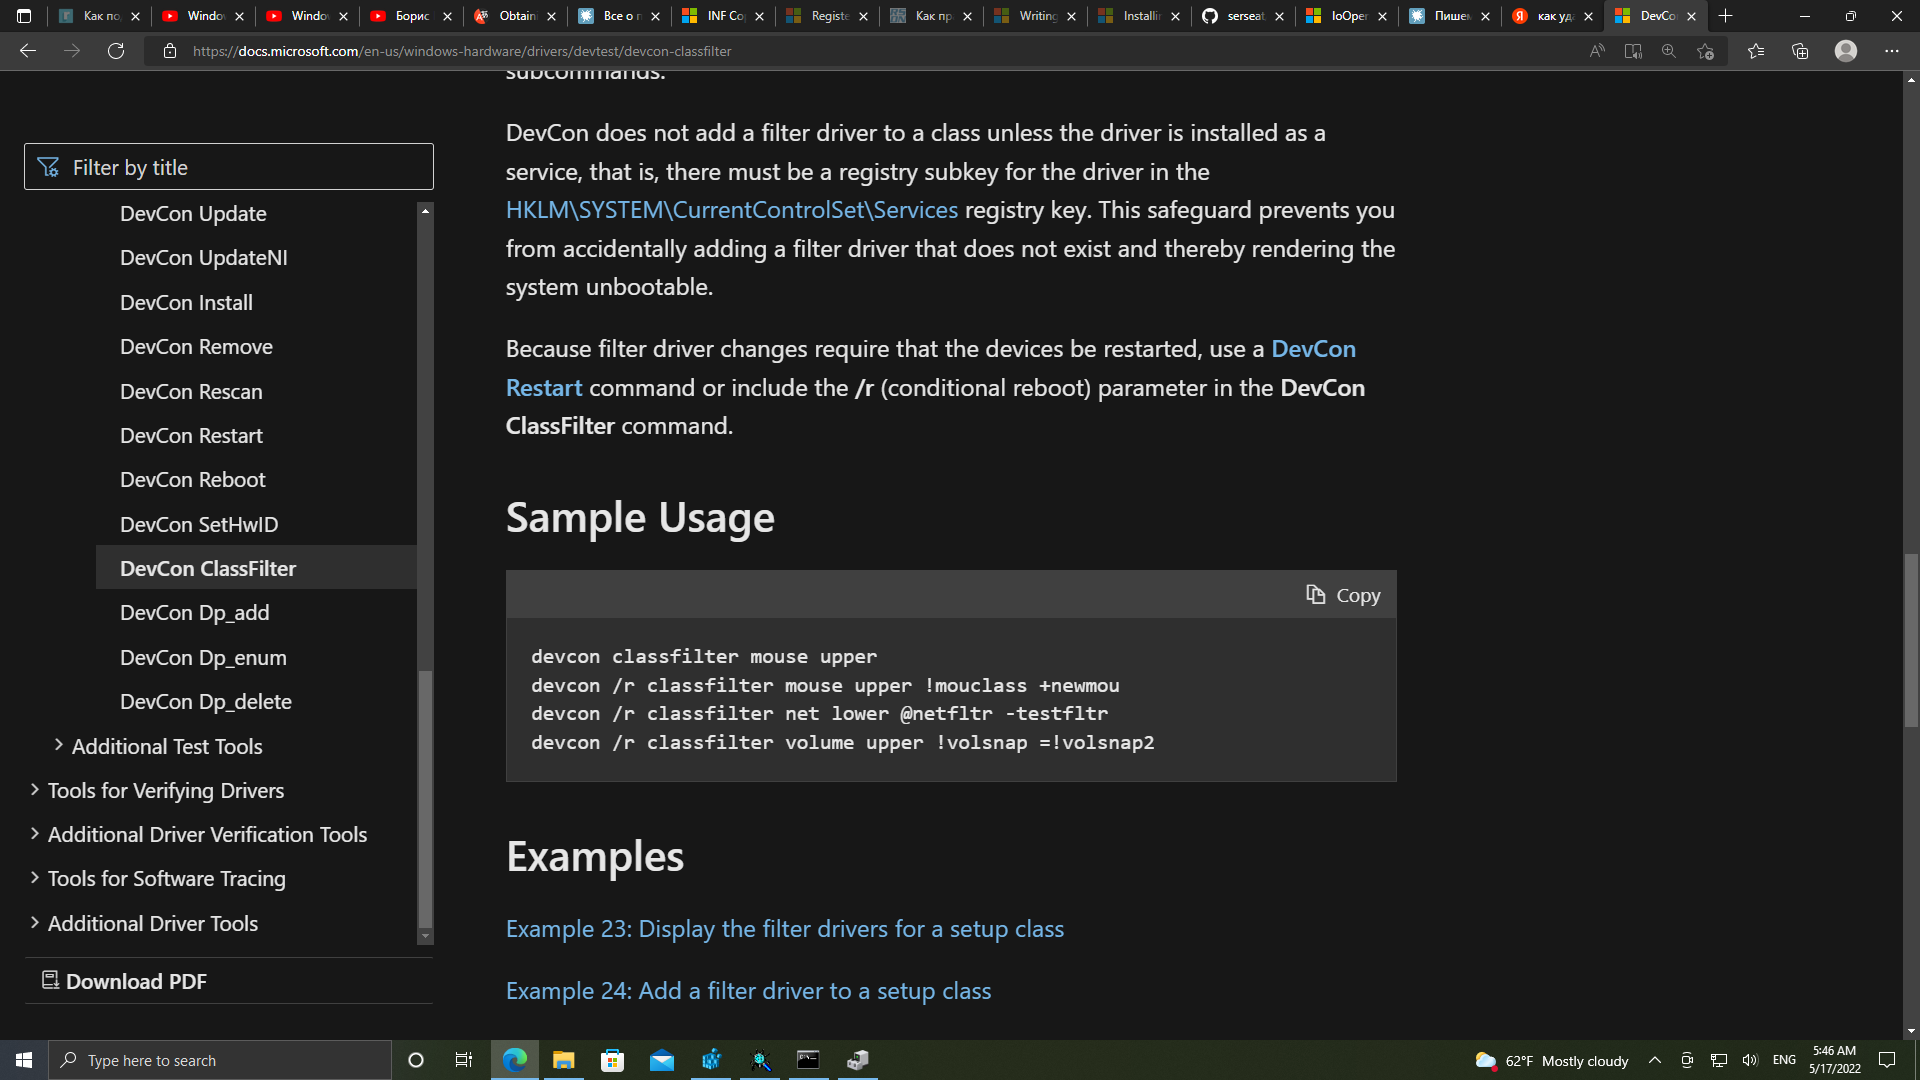 Как по
Windo
Windo
Борис
Obtain
Все о п
INF Co
Registe
Как пр
Writing
Installin
serseat
IoOper
Пишем
как уда
DevCo
https://docs.microsoft.com/en-us/windows-hardware/drivers/devtest/devcon-classfilter
Filter by title
DevCon Update
DevCon UpdateNI
DevCon Install
DevCon Remove
DevCon Rescan
DevCon Restart
DevCon Reboot
DevCon SetHwID
DevCon ClassFilter
DevCon Dp_add
DevCon Dp_enum
DevCon Dp_delete
Additional Test Tools
Tools for Verifying Drivers
Additional Driver Verification Tools
Tools for Software Tracing
Additional Driver Tools
Download PDF
subcommands.
DevCon does not add a filter driver to a class unless the driver is installed as a
service, that is, there must be a registry subkey for the driver in the
HKLM\SYSTEM\CurrentControlSet\Services registry key. This safeguard prevents you
from accidentally adding a filter driver that does not exist and thereby rendering the
system unbootable.
Because filter driver changes require that the devices be restarted, use a DevCon
Restart command or include the /r (conditional reboot) parameter in the DevCon
ClassFilter command.
Sample Usage
Copy
devcon classfilter mouse upper
devcon /r classfilter mouse upper !mouclass +newmou
devcon /r classfilter net lower @netfltr -testfltr
devcon /r classfilter volume upper !volsnap =!volsnap2
Examples
Example 23: Display the filter drivers for a setup class
Example 24: Add a filter driver to a setup class
Type here to search
62°F Mostly cloudy
ENG
5:46 AM
5/17/2022